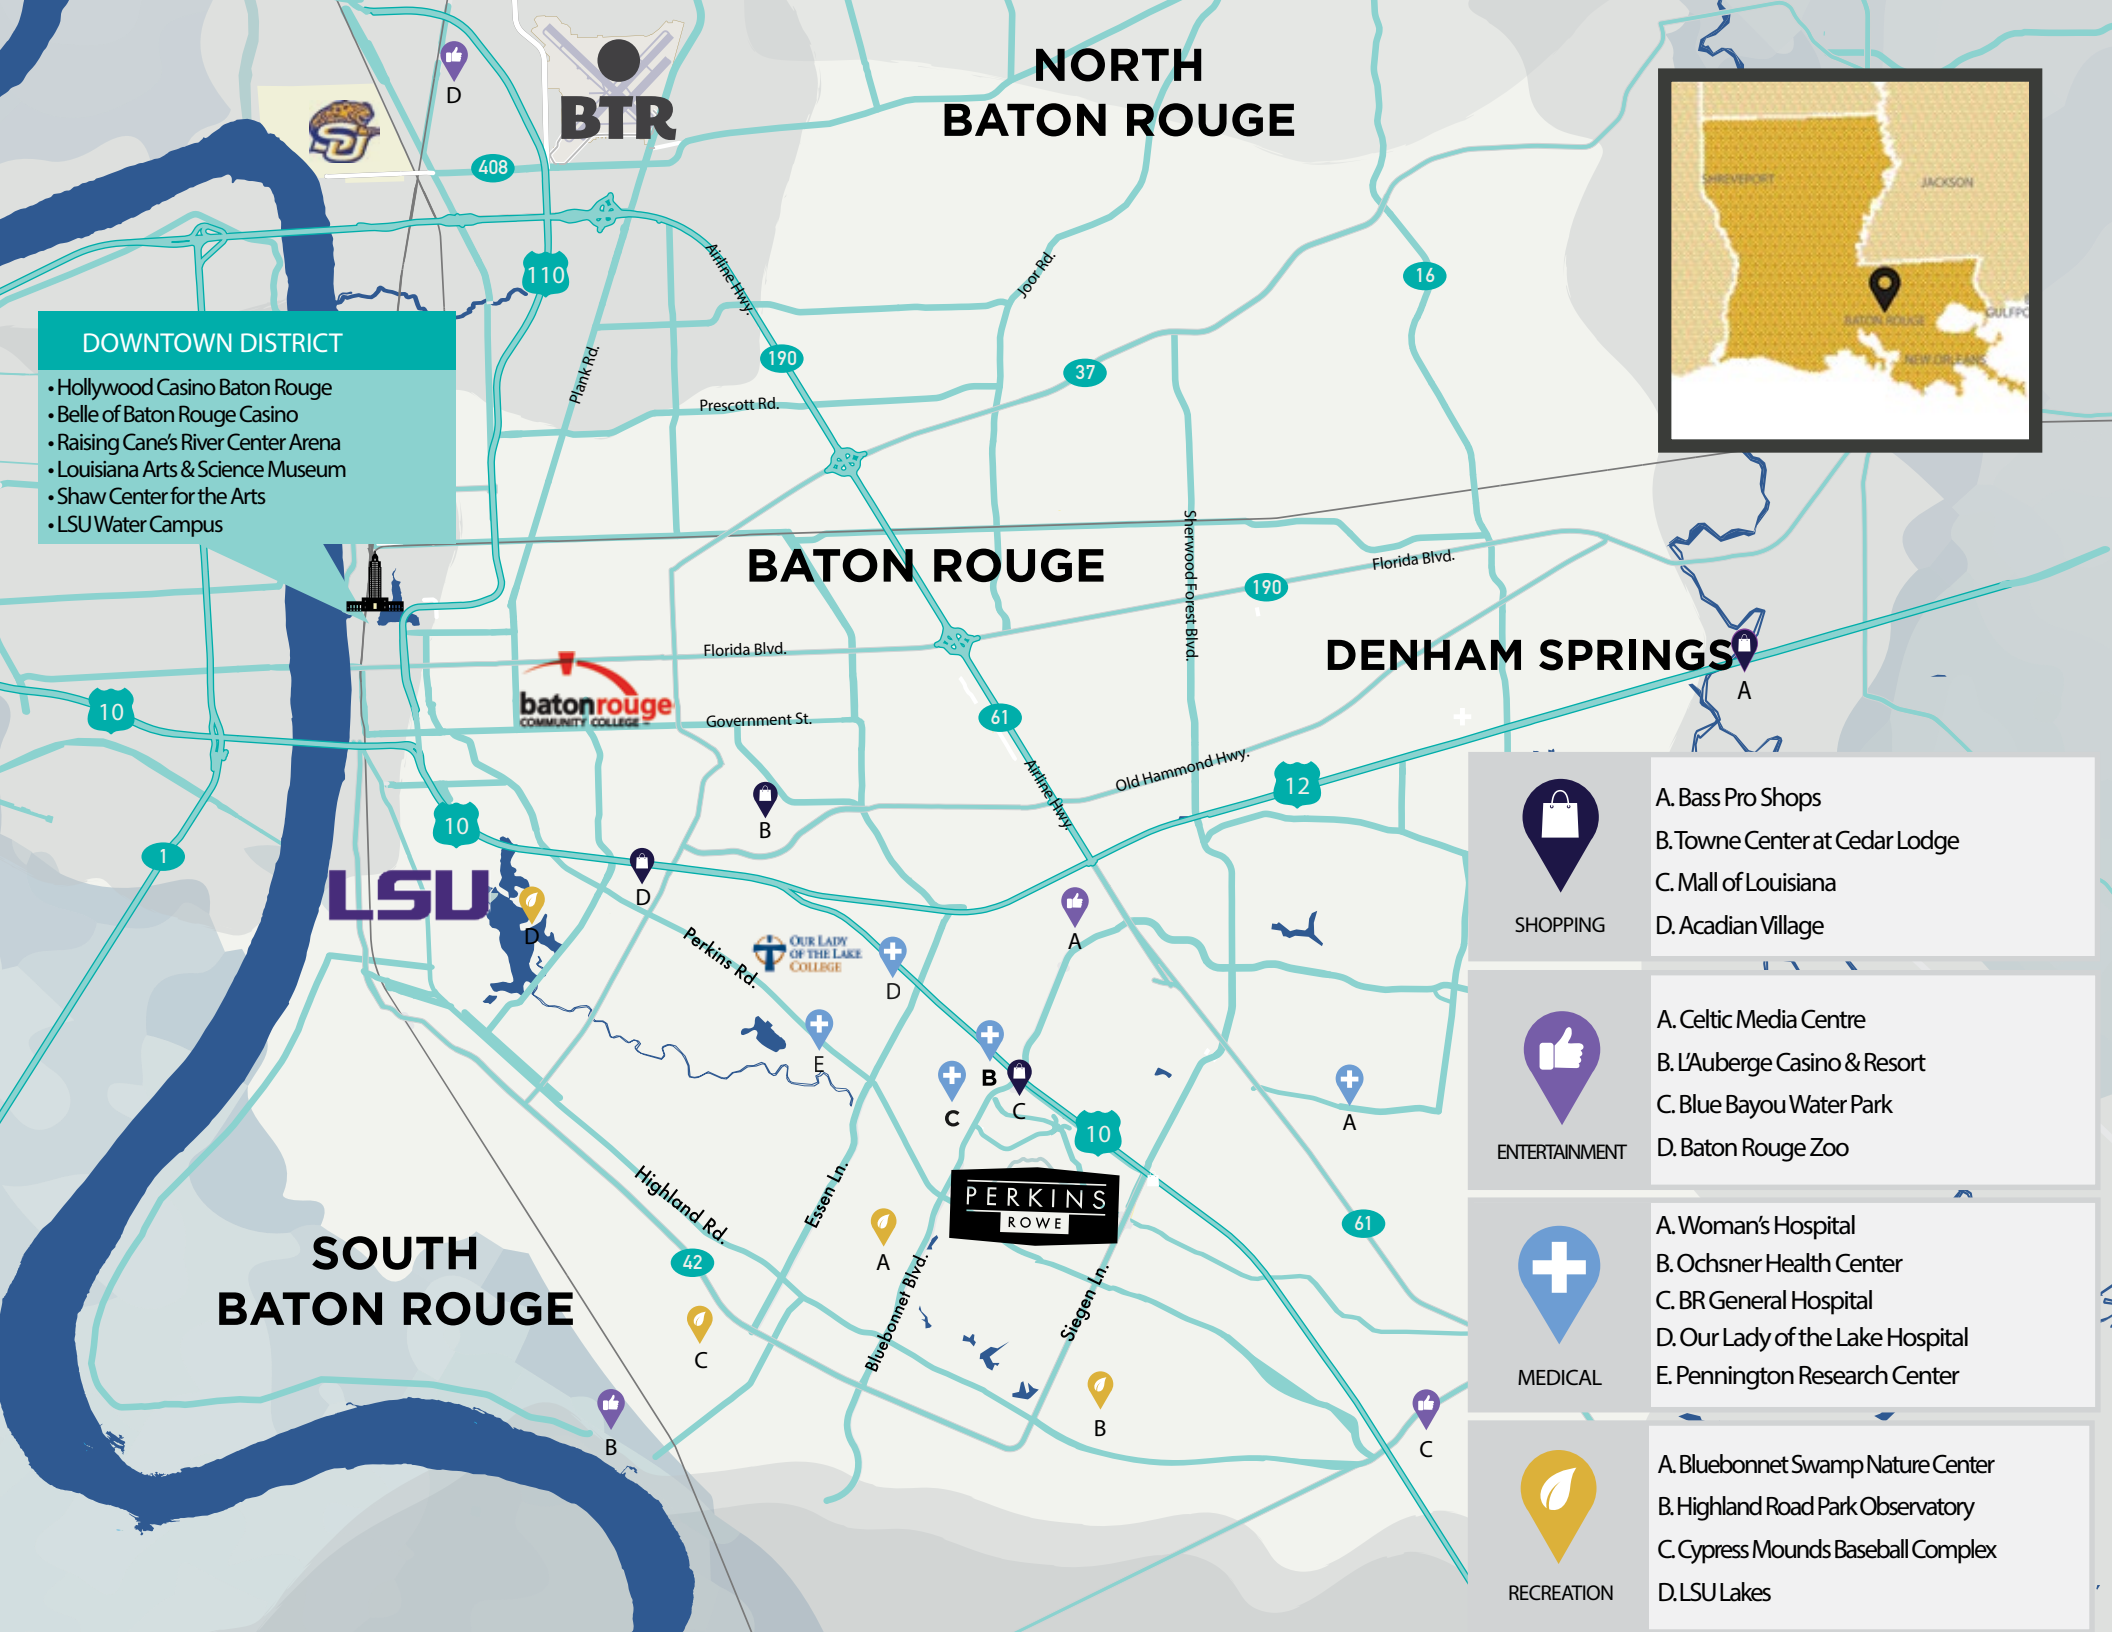 NORTH
BATON ROUGE
D
SU
BTR
408
110
Airline Hwy.
Joor Rd.
16
SHREVEPORT
JACKSON
BATON ROUGE
GULFPO
NEW ORLEANS
DOWNTOWN DISTRICT
• Hollywood Casino Baton Rouge
• Belle of Baton Rouge Casino
• Raising Cane's River Center Arena
• Louisiana Arts & Science Museum
• Shaw Center for the Arts
• LSU Water Campus
Plank Rd.
190
37
Prescott Rd.
Sherwood Forest Blvd.
BATON ROUGE
Florida Blvd.
190
DENHAM SPRINGS
A
Florida Blvd.
batonrouge
COMMUNITY COLLEGE
Government St.
10
61
Airline Hwy.
Old Hammond Hwy.
12
B
10
1
LSU
D
D
Perkins Rd.
OUR LADY
OF THE LAKE
COLLEGE
D
A
E
B
C
C
10
A
PERKINS
ROWE
Highland Rd.
Essen Ln.
A
61
42
Bluebonnet Blvd.
Siegen Ln.
SOUTH
BATON ROUGE
C
B
B
C
SHOPPING
A. Bass Pro Shops
B. Towne Center at Cedar Lodge
C. Mall of Louisiana
D. Acadian Village
ENTERTAINMENT
A. Celtic Media Centre
B. L'Auberge Casino & Resort
C. Blue Bayou Water Park
D. Baton Rouge Zoo
MEDICAL
A. Woman's Hospital
B. Ochsner Health Center
C. BR General Hospital
D. Our Lady of the Lake Hospital
E. Pennington Research Center
RECREATION
A. Bluebonnet Swamp Nature Center
B. Highland Road Park Observatory
C. Cypress Mounds Baseball Complex
D. LSU Lakes